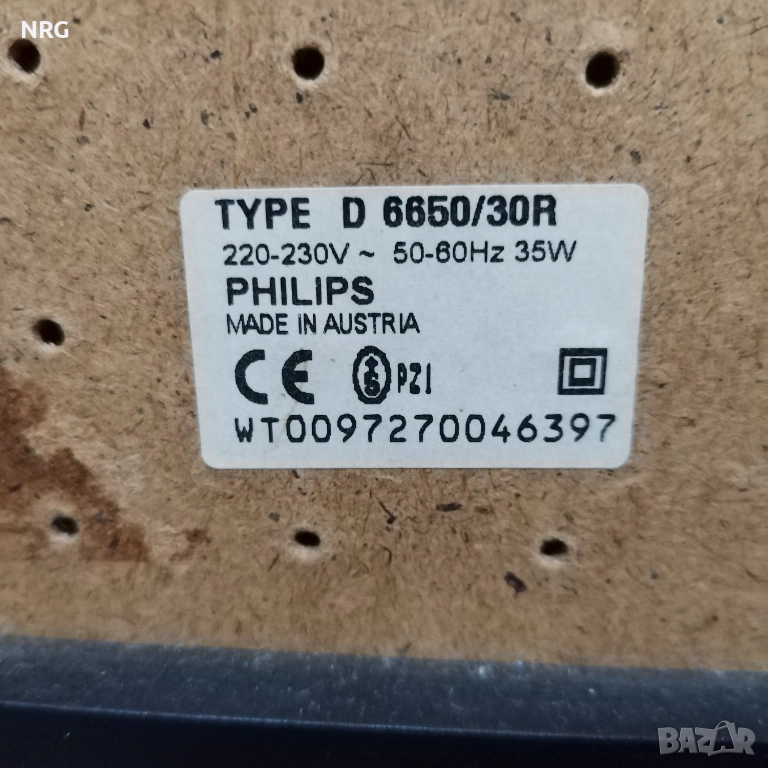 NRG
TYPE D 6650/30R
220-230V ~ 50-60Hz 35W
PHILIPS
MADE IN AUSTRIA
CE PZI
WT0097270046397
BAZAR